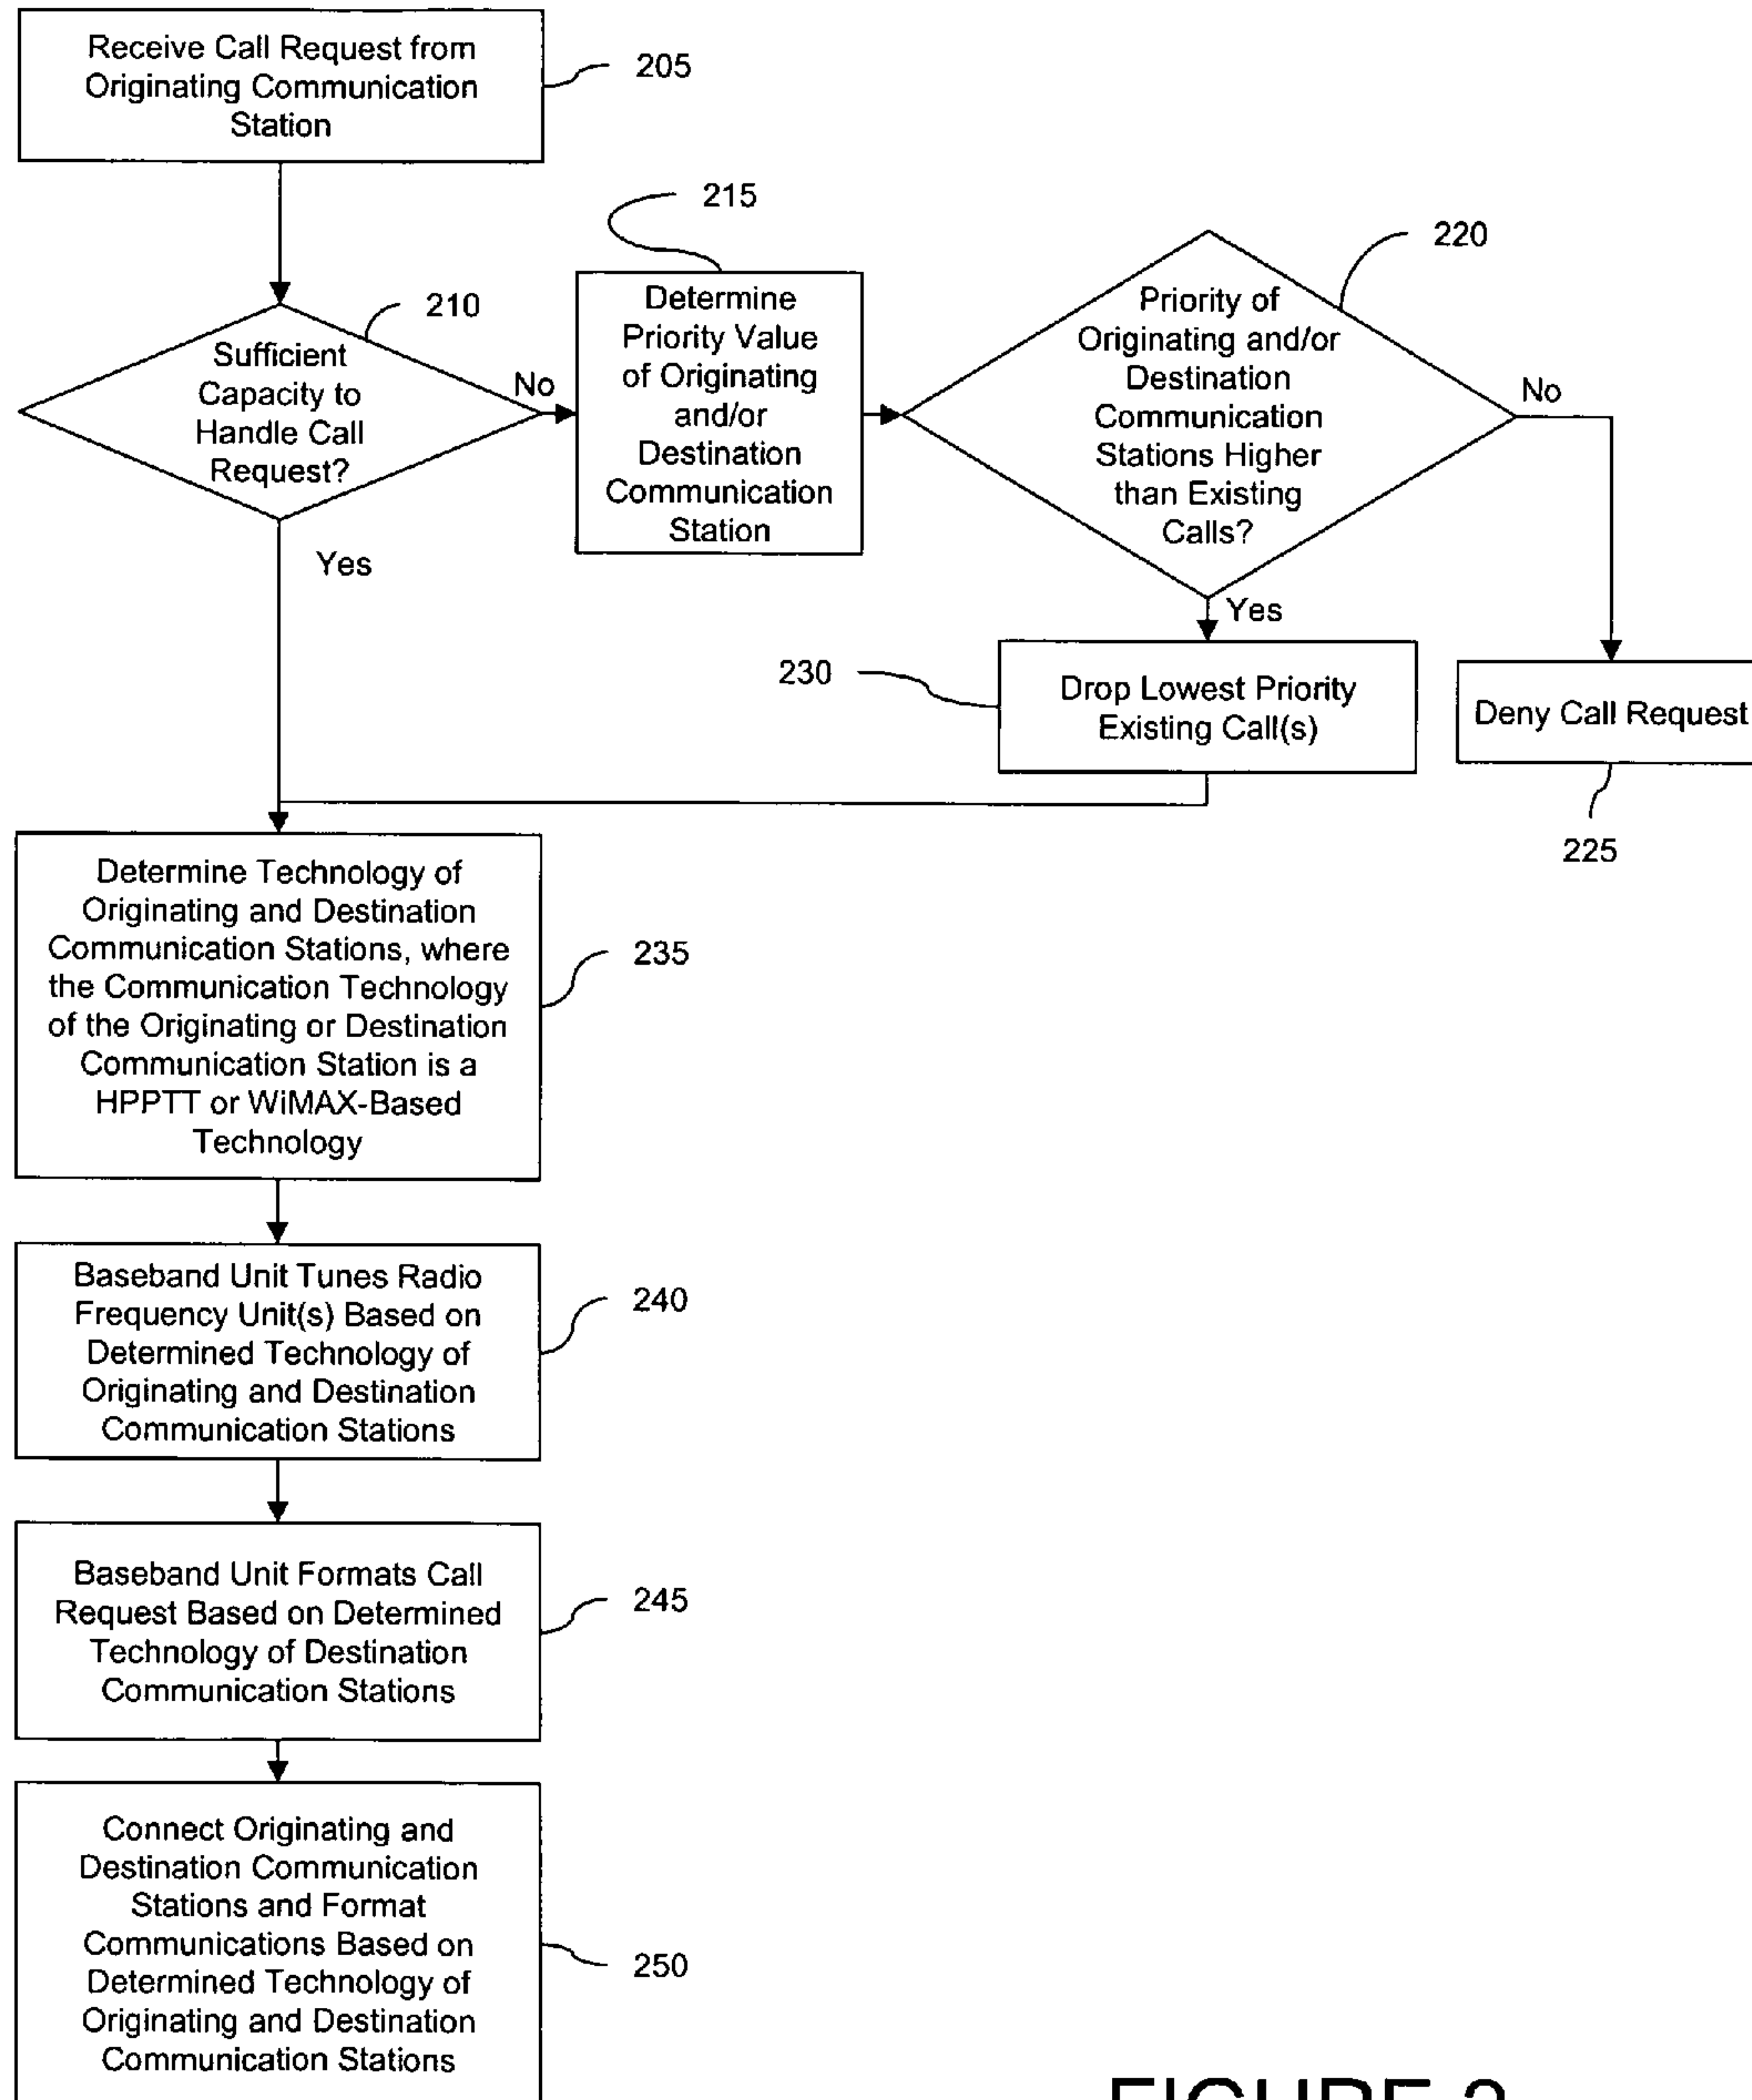 Receive Call Request from
Originating Communication
Station
205
215
220
210
Sufficient
Capacity to
Handle Call
Request?
No
Yes
Determine
Priority Value
of Originating
and/or
Destination
Communication
Station
Priority of
Originating and/or
Destination
Communication
Stations Higher
than Existing
Calls?
No
Yes
230
Drop Lowest Priority
Existing Call(s)
Deny Call Request
225
Determine Technology of
Originating and Destination
Communication Stations, where
the Communication Technology
of the Originating or Destination
Communication Station is a
HPPTT or WiMAX-Based
Technology
235
Baseband Unit Tunes Radio
Frequency Unit(s) Based on
Determined Technology of
Originating and Destination
Communication Stations
240
Baseband Unit Formats Call
Request Based on Determined
Technology of Destination
Communication Stations
245
Connect Originating and
Destination Communication
Stations and Format
Communications Based on
Determined Technology of
Originating and Destination
Communication Stations
250
FIGURE